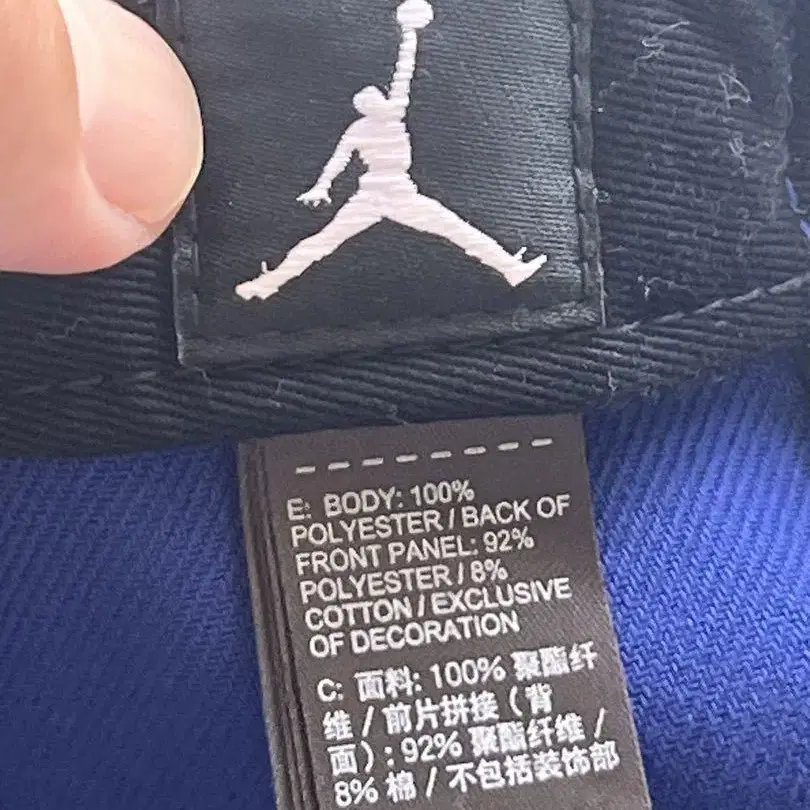 E: BODY: 100%
POLYESTER / BACK OF
FRONT PANEL: 92%
POLYESTER / 8%
COTTON / EXCLUSIVE
OF DECORATION
C: 面料: 100% 聚酯纤
维 / 前片拼接（背
面）: 92% 聚酯纤维 /
8% 棉 / 不包括装饰部